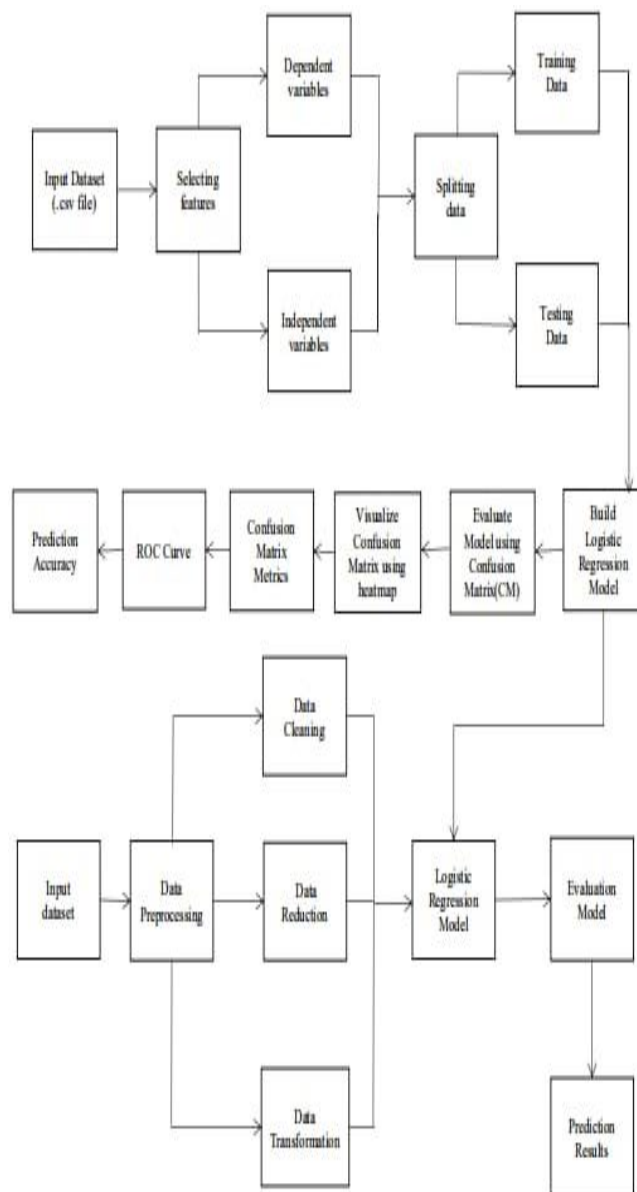 Dependent
variables
Training
Data
Input Dataset
(.csv file)
Selecting
features
Splitting
data
Independent
variables
Testing
Data
Prediction
Accuracy
ROC Curve
Confusion
Matrix
Metrics
Visualize
Confusion
Matrix using
heatmap
Evaluate
Model using
Confusion
Matrix(CM)
Build
Logistic
Regression
Model
Data
Cleaning
Input
dataset
Data
Preprocessing
Data
Reduction
Logistic
Regression
Model
Evaluation
Model
Data
Transformation
Prediction
Results